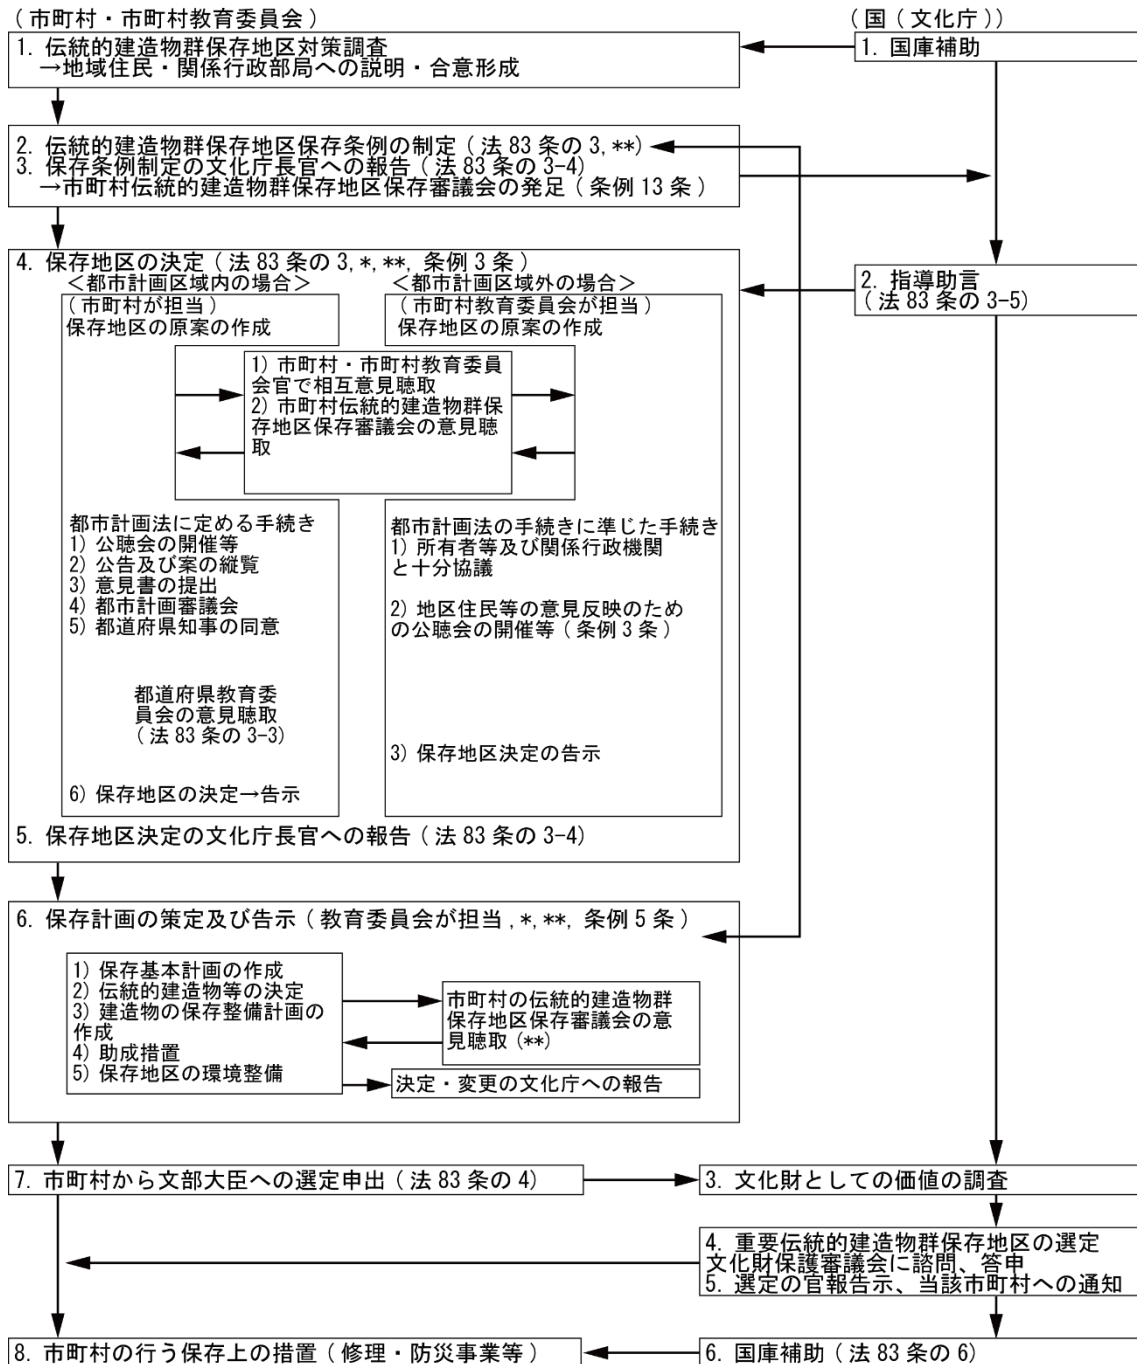 (市町村・市町村教育委員会)
(国(文化庁))
1. 伝統的建造物群保存地区対策調査
→地域住民・関係行政部局への説明・合意形成
1. 国庫補助
2. 伝統的建造物群保存地区保存条例の制定(法83条の3,**)
3. 保存条例制定の文化庁長官への報告(法83条の3-4)
→市町村伝統的建造物群保存地区保存審議会の発足(条例13条)
4. 保存地区の決定(法83条の3,*,**, 条例3条)
<都市計画区域内の場合>
<都市計画区域外の場合>
(市町村が担当)
保存地区の原案の作成
(市町村教育委員会が担当)
保存地区の原案の作成
2. 指導助言
(法83条の3-5)
1) 市町村・市町村教育委員
会官で相互意見聴取
2) 市町村伝統的建造物群保
存地区保存審議会の意見聴
取
都市計画法に定める手続き
1) 公聴会の開催等
2) 公告及び案の縦覧
3) 意見書の提出
4) 都市計画審議会
5) 都道府県知事の同意
都道府県教育委
員会の意見聴取
(法83条の3-3)
6) 保存地区の決定→告示
都市計画法の手続きに準じた手続き
1) 所有者等及び関係行政機関
と十分協議
2) 地区住民等の意見反映のため
の公聴会の開催等(条例3条)
3) 保存地区決定の告示
5. 保存地区決定の文化庁長官への報告(法83条の3-4)
6. 保存計画の策定及び告示(教育委員会が担当,*,**, 条例5条)
1) 保存基本計画の作成
2) 伝統的建造物等の決定
3) 建造物の保存整備計画の
作成
4) 助成措置
5) 保存地区の環境整備
市町村の伝統的建造物群
保存地区保存審議会の意
見聴取(**)
決定・変更の文化庁への報告
7. 市町村から文部大臣への選定申出(法83条の4)
3. 文化財としての価値の調査
4. 重要伝統的建造物群保存地区の選定
文化財保護審議会に諮問、答申
5. 選定の官報告示、当該市町村への通知
8. 市町村の行う保存上の措置(修理・防災事業等)
6. 国庫補助(法83条の6)